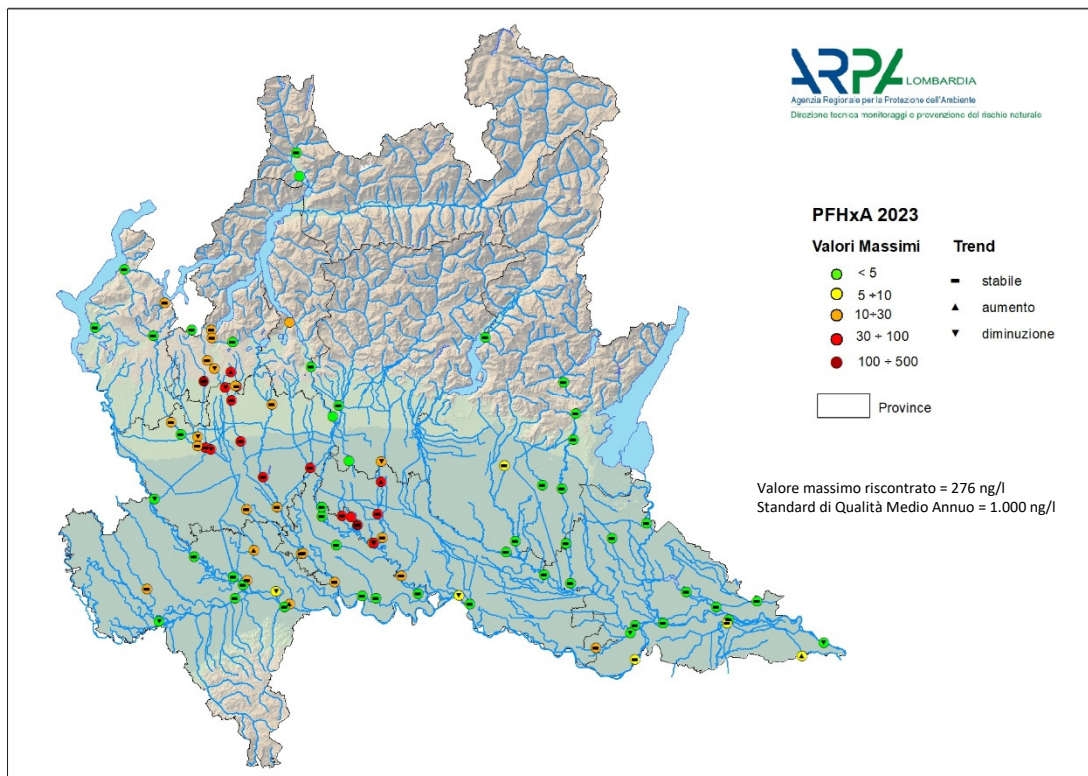 ARPA LOMBARDIA
Agenzia Regionale per la Protezione dell'Ambiente
Direzione tecnica monitoraggi e prevenzione del rischio naturale
PFHxA 2023
Valori Massimi
< 5
5 ÷10
10÷30
30 ÷ 100
100 ÷ 500
Trend
stabile
aumento
diminuzione
Province
Valore massimo riscontrato = 276 ng/l
Standard di Qualità Medio Annuo = 1.000 ng/l